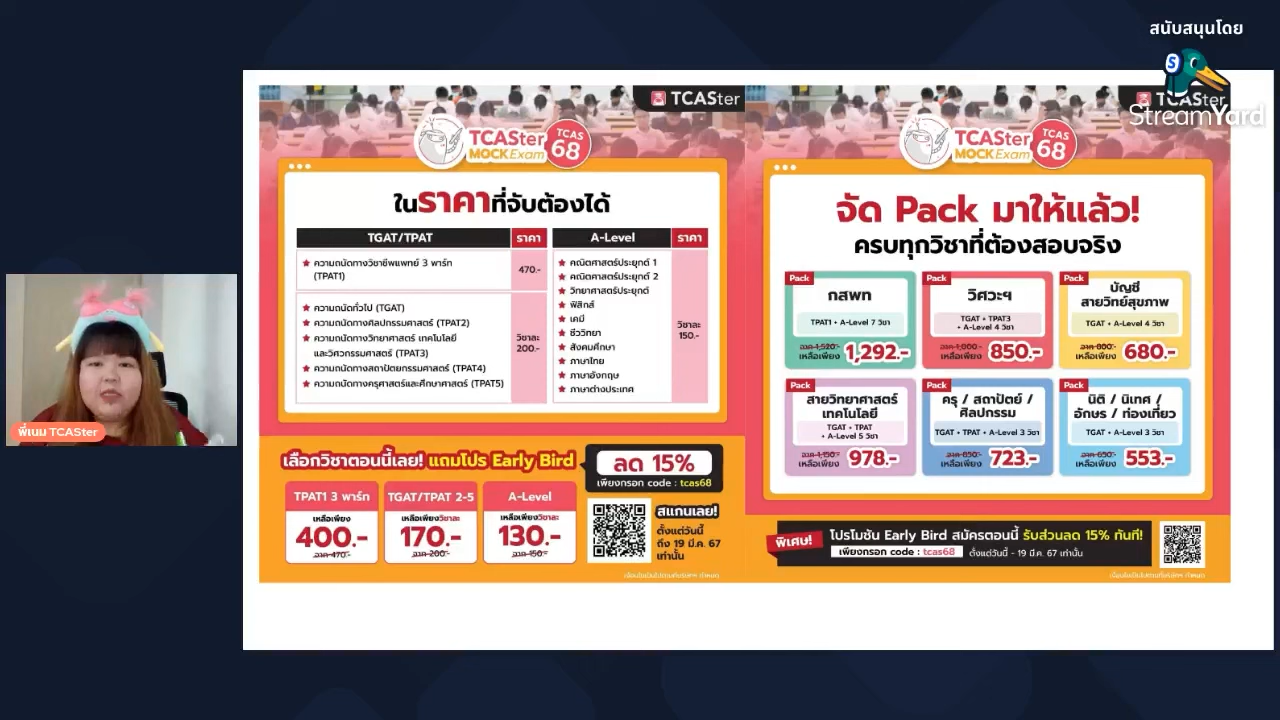 สนับสนุนโดย
StreamYard
พี่เนม TCASter
TCASter
TCASter
MOCK Exam
TCAS
68
ในราคาที่จับต้องได้
TGAT/TPAT
ราคา
ความถนัดทางวิชาชีพแพทย์ 3 พาร์ท
(TPAT1)
470.-
ความถนัดทั่วไป (TGAT)
ความถนัดทางศิลปกรรมศาสตร์ (TPAT2)
ความถนัดทางวิทยาศาสตร์ เทคโนโลยี
และวิศวกรรมศาสตร์ (TPAT3)
ความถนัดทางสถาปัตยกรรมศาสตร์ (TPAT4)
ความถนัดทางครุศาสตร์และศึกษาศาสตร์ (TPAT5)
วิชาละ
200.-
A-Level
ราคา
คณิตศาสตร์ประยุกต์ 1
คณิตศาสตร์ประยุกต์ 2
วิทยาศาสตร์ประยุกต์
ฟิสิกส์
เคมี
ชีววิทยา
สังคมศึกษา
ภาษาไทย
ภาษาอังกฤษ
ภาษาต่างประเทศ
วิชาละ
150.-
เลือกวิชาตอนนี้เลย! แถมโปร Early Bird
ลด 15%
เพียงกรอก code : tcas68
TPAT1 3 พาร์ท
เหลือเพียง
400.-
จาก 470.-
TGAT/TPAT 2-5
เหลือเพียงวิชาละ
170.-
จาก 200.-
A-Level
เหลือเพียงวิชาละ
130.-
จาก 150.-
สแกนเลย!
ตั้งแต่วันนี้
ถึง 19 มี.ค. 67
เท่านั้น
TCASter
TCASter
MOCK Exam
TCAS
68
จัด Pack มาให้แล้ว!
ครบทุกวิชาที่ต้องสอบจริง
Pack
กสพท
TPAT1 + A-Level 7 วิชา
จาก 1,520.-
เหลือเพียง 1,292.-
Pack
วิศวะฯ
TGAT + TPAT3
+ A-Level 4 วิชา
จาก 1,000.-
เหลือเพียง 850.-
Pack
บัญชี
สายวิทย์สุขภาพ
TGAT + A-Level 4 วิชา
จาก 800.-
เหลือเพียง 680.-
Pack
สายวิทยาศาสตร์
เทคโนโลยี
TGAT + TPAT
+ A-Level 5 วิชา
จาก 1,150.-
เหลือเพียง 978.-
Pack
ครุ / สถาปัตย์ /
ศิลปกรรม
TGAT + TPAT + A-Level 3 วิชา
จาก 850.-
เหลือเพียง 723.-
Pack
นิติ / นิเทศ /
อักษร / ท่องเที่ยว
TGAT + A-Level 3 วิชา
จาก 650.-
เหลือเพียง 553.-
พิเศษ!
โปรโมชัน Early Bird สมัครตอนนี้ รับส่วนลด 15% ทันที!
เพียงกรอก code : tcas68 ตั้งแต่วันนี้ - 19 มี.ค. 67 เท่านั้น